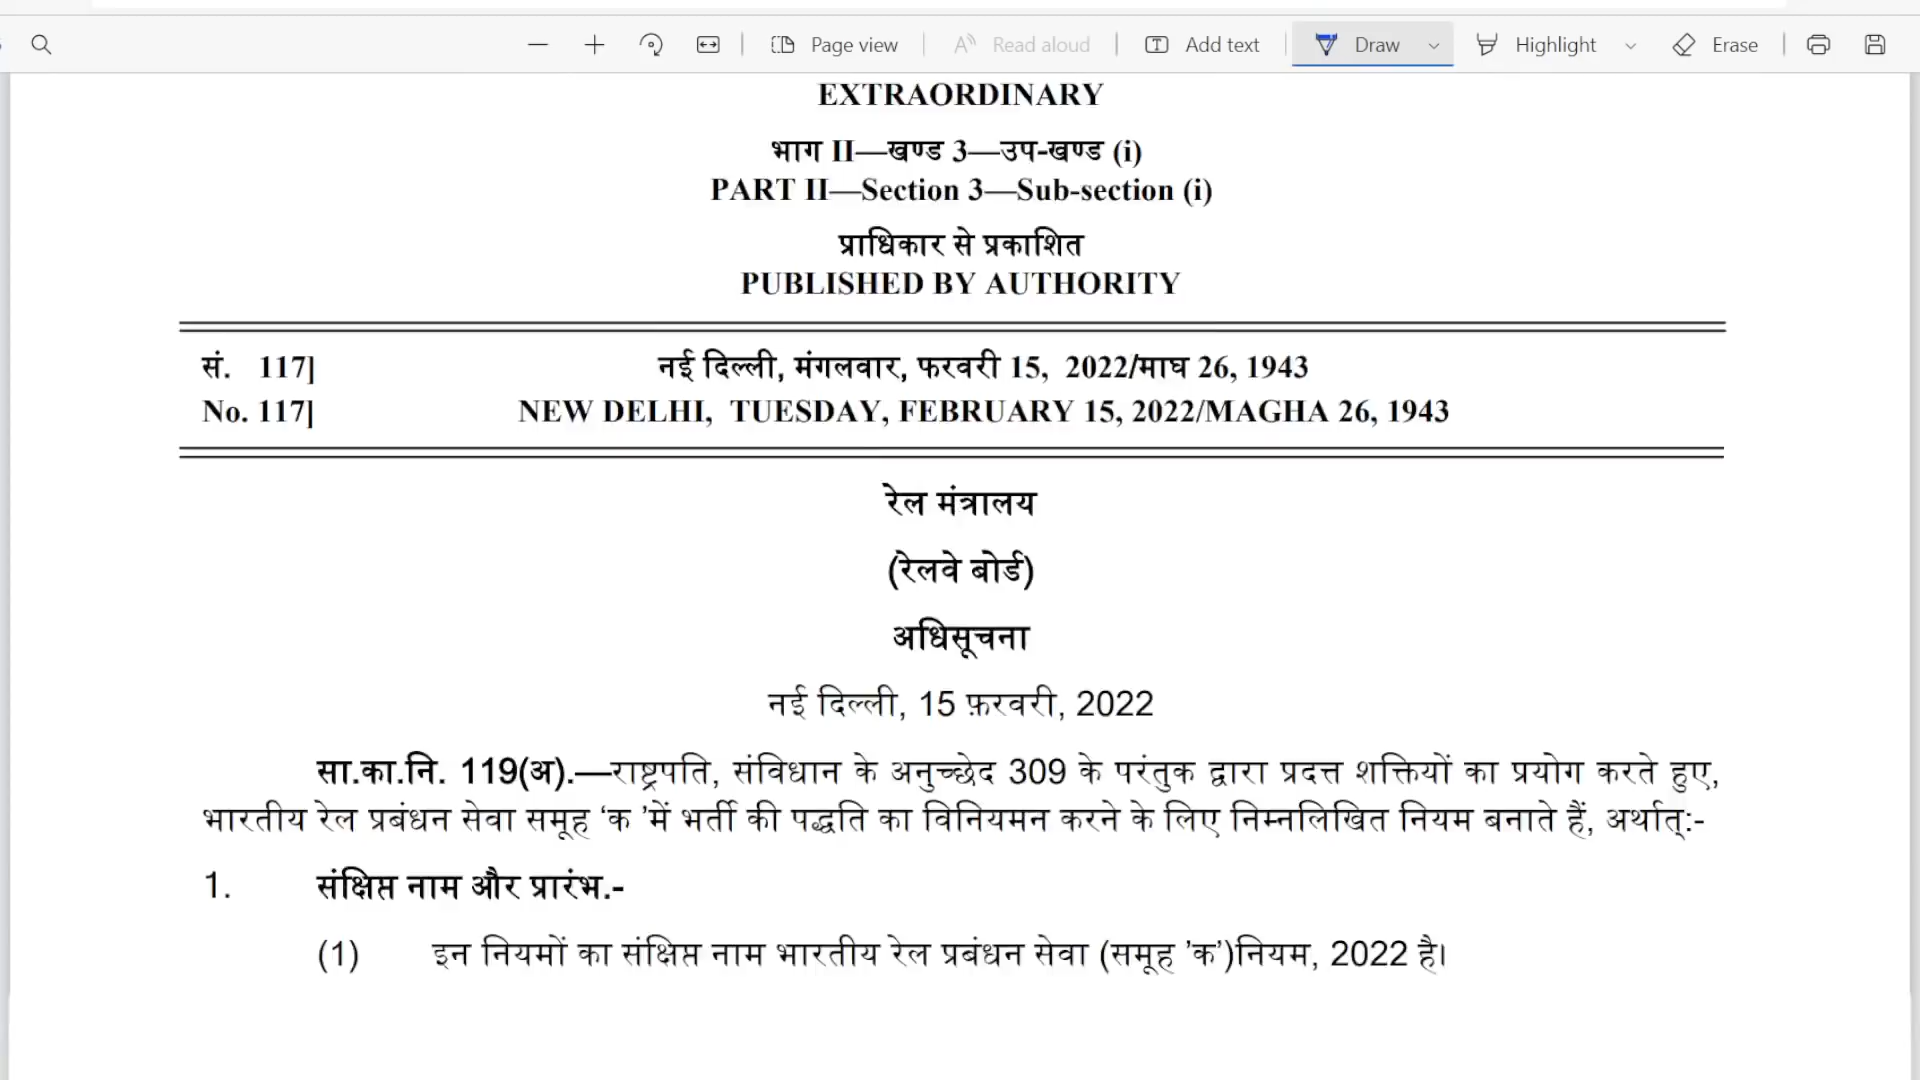 Page view
Read aloud
Add text
Draw
Highlight
Erase
EXTRAORDINARY
भाग II—खण्ड 3—उप-खण्ड (i)
PART II—Section 3—Sub-section (i)
प्राधिकार से प्रकाशित
PUBLISHED BY AUTHORITY
सं. 117] नई दिल्ली, मंगलवार, फरवरी 15, 2022/माघ 26, 1943
No. 117] NEW DELHI, TUESDAY, FEBRUARY 15, 2022/MAGHA 26, 1943
रेल मंत्रालय
(रेलवे बोर्ड)
अधिसूचना
नई दिल्ली, 15 फ़रवरी, 2022
सा.का.नि. 119(अ).—राष्ट्रपति, संविधान के अनुच्छेद 309 के परंतुक द्वारा प्रदत्त शक्तियों का प्रयोग करते हुए,
भारतीय रेल प्रबंधन सेवा समूह ‘क ’में भर्ती की पद्धति का विनियमन करने के लिए निम्नलिखित नियम बनाते हैं, अर्थात्:-
1. संक्षिप्त नाम और प्रारंभ.-
(1) इन नियमों का संक्षिप्त नाम भारतीय रेल प्रबंधन सेवा (समूह ’क’)नियम, 2022 है।